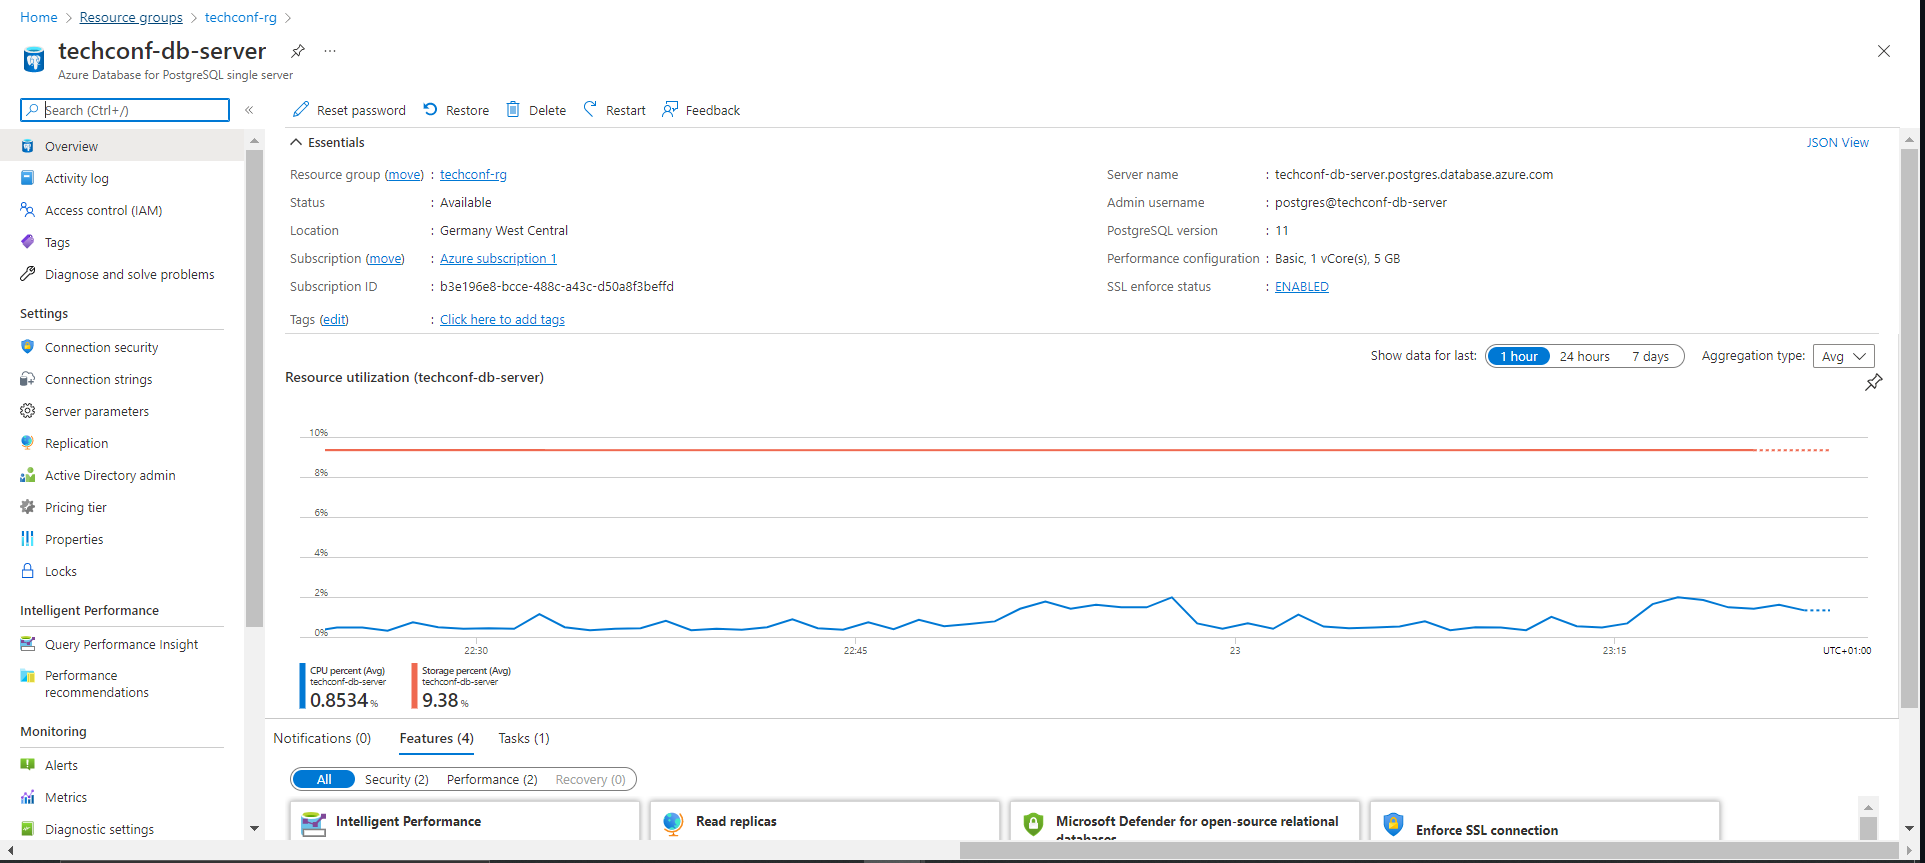 Home > Resource groups > techconf-rg >
techconf-db-server
Azure Database for PostgreSQL single server
Search (Ctrl+/)
Overview
Activity log
Access control (IAM)
Tags
Diagnose and solve problems
Settings
Connection security
Connection strings
Server parameters
Replication
Active Directory admin
Pricing tier
Properties
Locks
Intelligent Performance
Query Performance Insight
Performance
recommendations
Monitoring
Alerts
Metrics
Diagnostic settings
Reset password Restore Delete Restart Feedback
Essentials JSON View
Resource group (move) : techconf-rg
Status : Available
Location : Germany West Central
Subscription (move) : Azure subscription 1
Subscription ID : b3e196e8-bcce-488c-a43c-d50a8f3beffd
Tags (edit) : Click here to add tags
Server name : techconf-db-server.postgres.database.azure.com
Admin username : postgres@techconf-db-server
PostgreSQL version : 11
Performance configuration : Basic, 1 vCore(s), 5 GB
SSL enforce status : ENABLED
Show data for last: 1 hour 24 hours 7 days Aggregation type: Avg
Resource utilization (techconf-db-server)
10%
8%
6%
4%
2%
0%
22:30 22:45 23 23:15 UTC+01:00
CPU percent (Avg)
techconf-db-server
0.8534 %
Storage percent (Avg)
techconf-db-server
9.38 %
Notifications (0) Features (4) Tasks (1)
All Security (2) Performance (2) Recovery (0)
Intelligent Performance
Read replicas
Microsoft Defender for open-source relational
databases
Enforce SSL connection